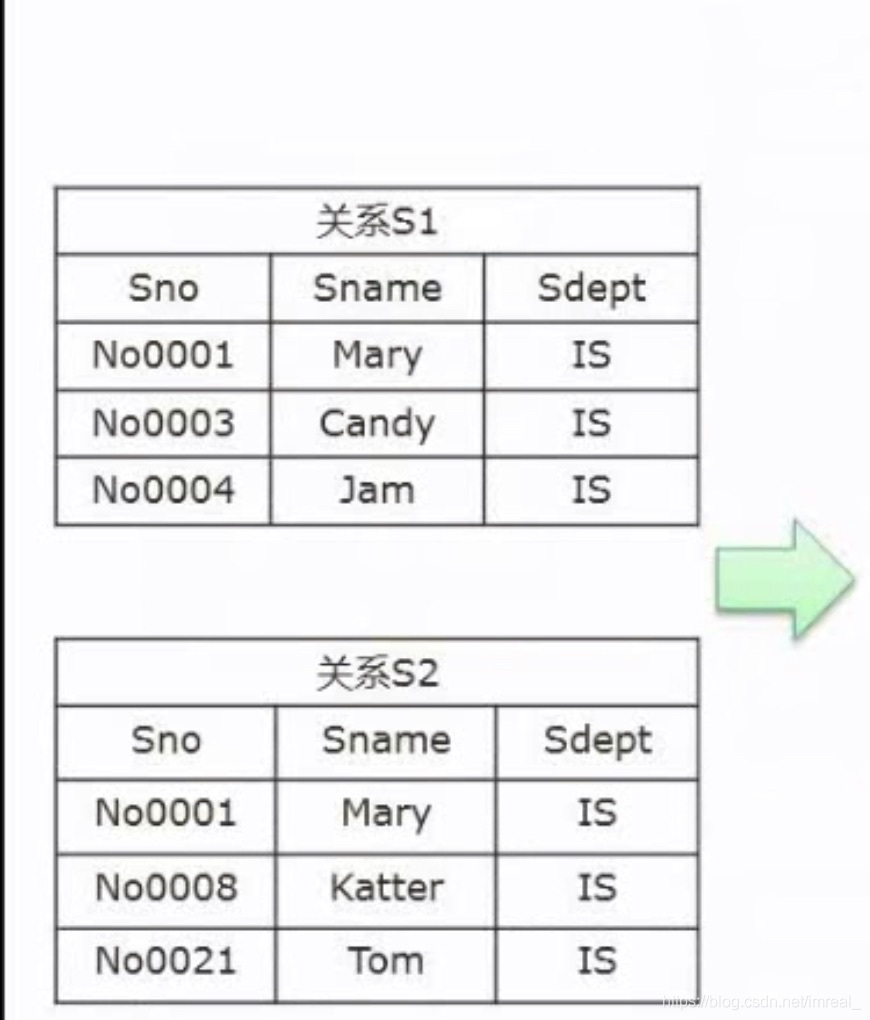 关系S1
Sno Sname Sdept
No0001 Mary IS
No0003 Candy IS
No0004 Jam IS
关系S2
Sno Sname Sdept
No0001 Mary IS
No0008 Katter IS
No0021 Tom IS
https://blog.csdn.net/imreal_